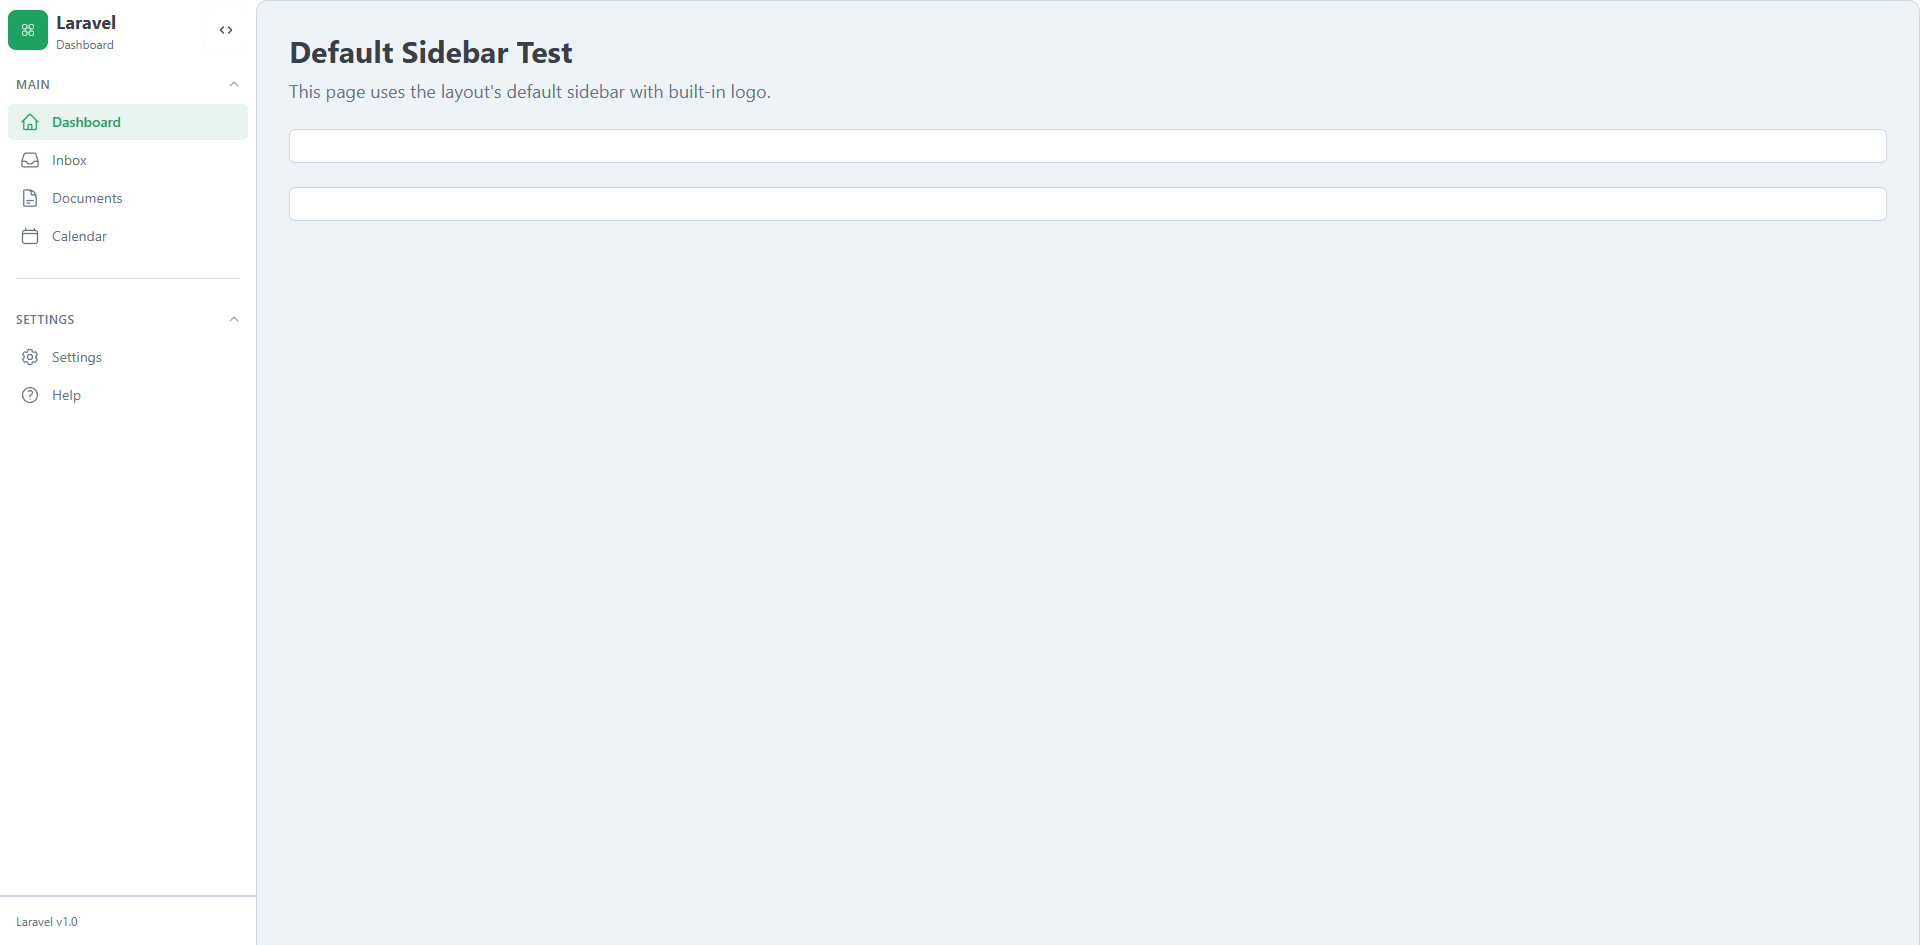 Laravel
Dashboard
MAIN
Dashboard
Inbox
Documents
Calendar
SETTINGS
Settings
Help
Laravel v1.0
Default Sidebar Test
This page uses the layout's default sidebar with built-in logo.